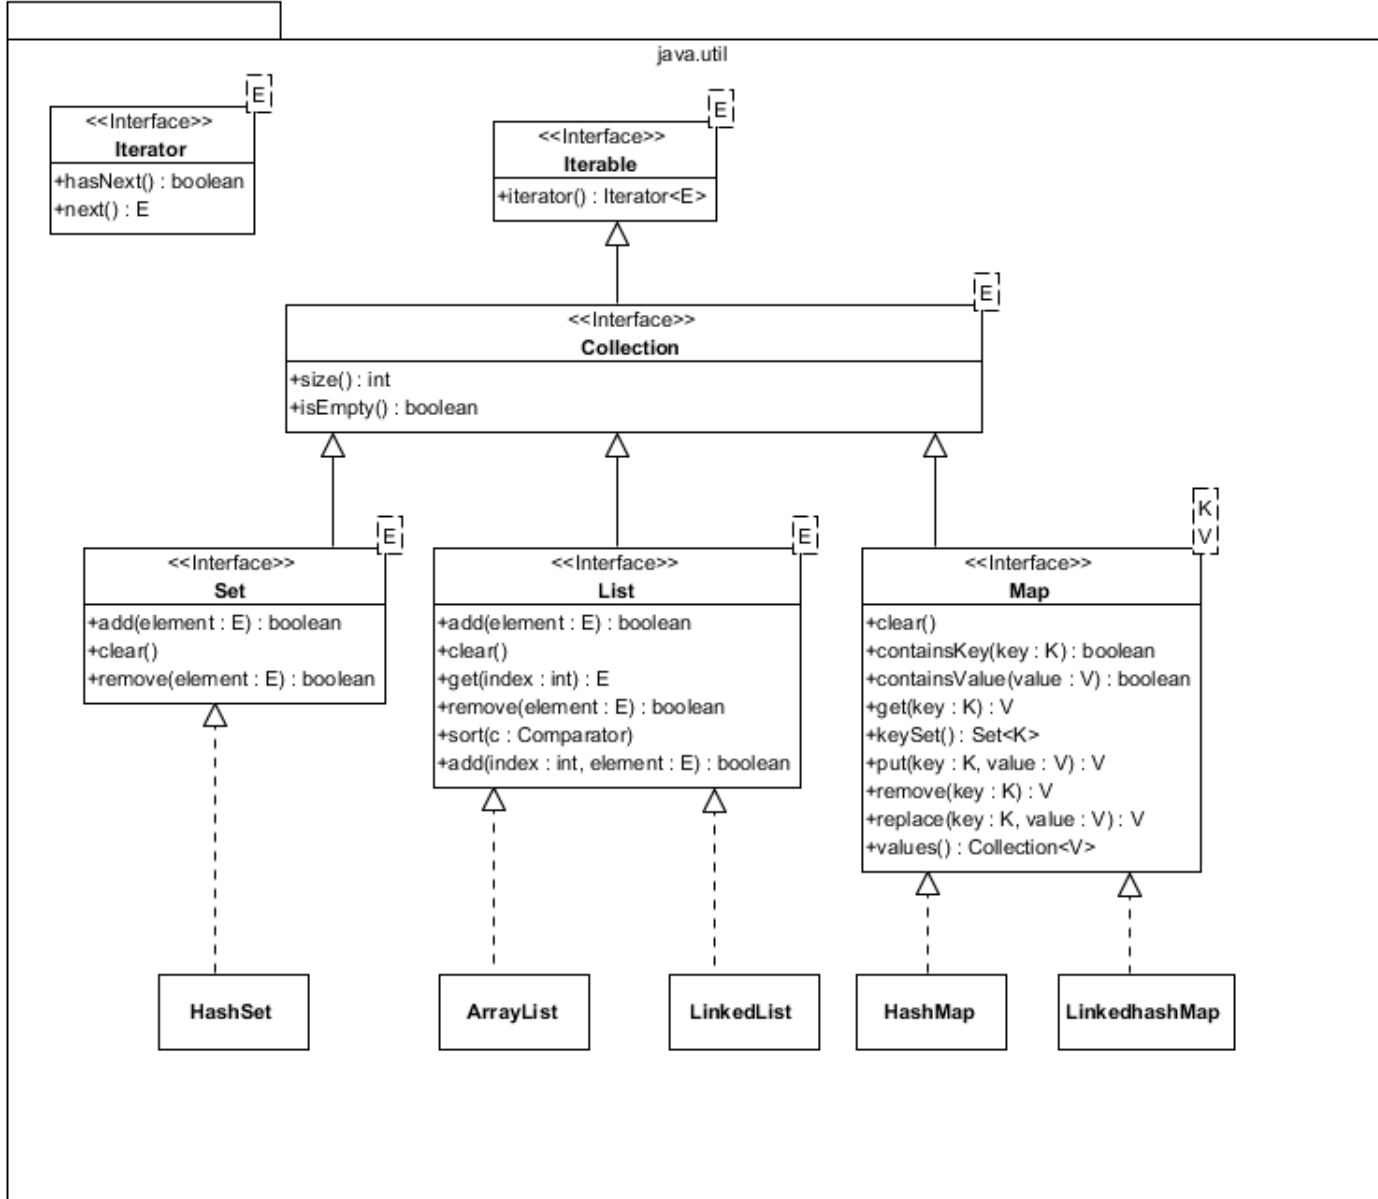 java.util
E
<<Interface>>
Iterator
+hasNext() : boolean
+next() : E
E
<<Interface>>
Iterable
+iterator() : Iterator<E>
E
<<Interface>>
Collection
+size() : int
+isEmpty() : boolean
E
<<Interface>>
Set
+add(element : E) : boolean
+clear()
+remove(element : E) : boolean
E
<<Interface>>
List
+add(element : E) : boolean
+clear()
+get(index : int) : E
+remove(element : E) : boolean
+sort(c : Comparator)
+add(index : int, element : E) : boolean
K
V
<<Interface>>
Map
+clear()
+containsKey(key : K) : boolean
+containsValue(value : V) : boolean
+get(key : K) : V
+keySet() : Set<K>
+put(key : K, value : V) : V
+remove(key : K) : V
+replace(key : K, value : V) : V
+values() : Collection<V>
HashSet
ArrayList
LinkedList
HashMap
LinkedhashMap